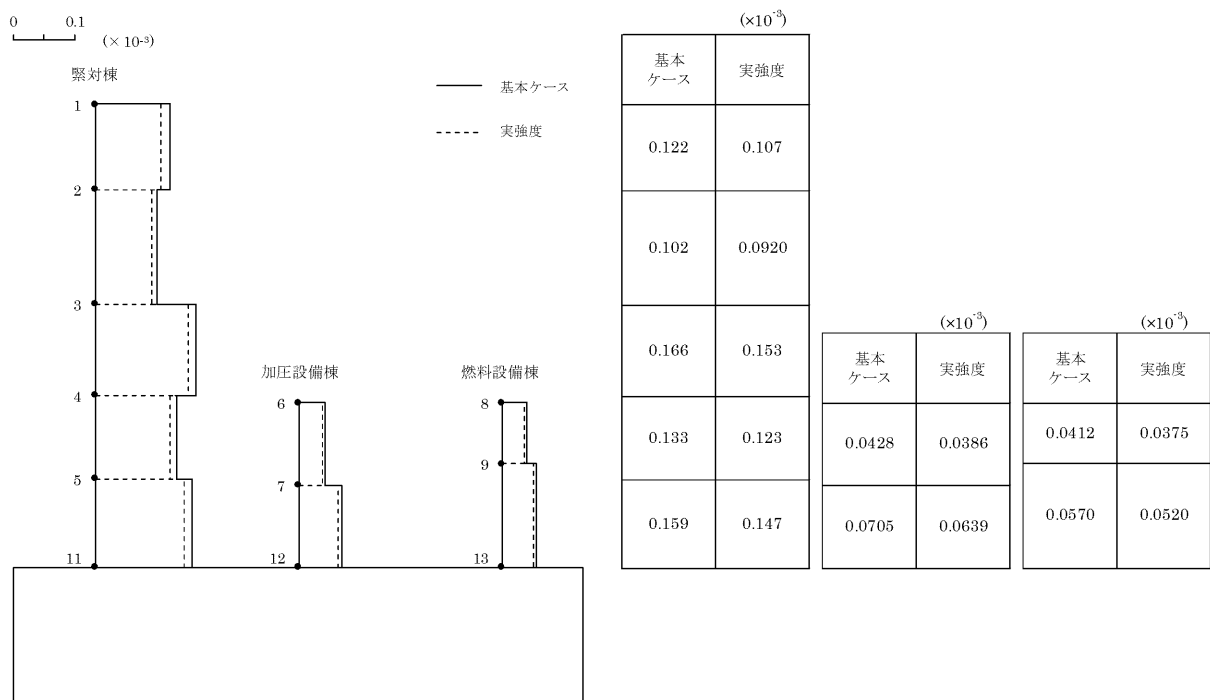 0 0.1
(× 10⁻³)
緊対棟
基本ケース
実強度
1
2
3
4
5
11
加圧設備棟
6
7
12
燃料設備棟
8
9
13
(×10⁻³)
基本
ケース
実強度
0.122 0.107
0.102 0.0920
0.166 0.153
0.133 0.123
0.159 0.147
(×10⁻³)
基本
ケース
実強度
0.0428 0.0386
0.0705 0.0639
(×10⁻³)
基本
ケース
実強度
0.0412 0.0375
0.0570 0.0520